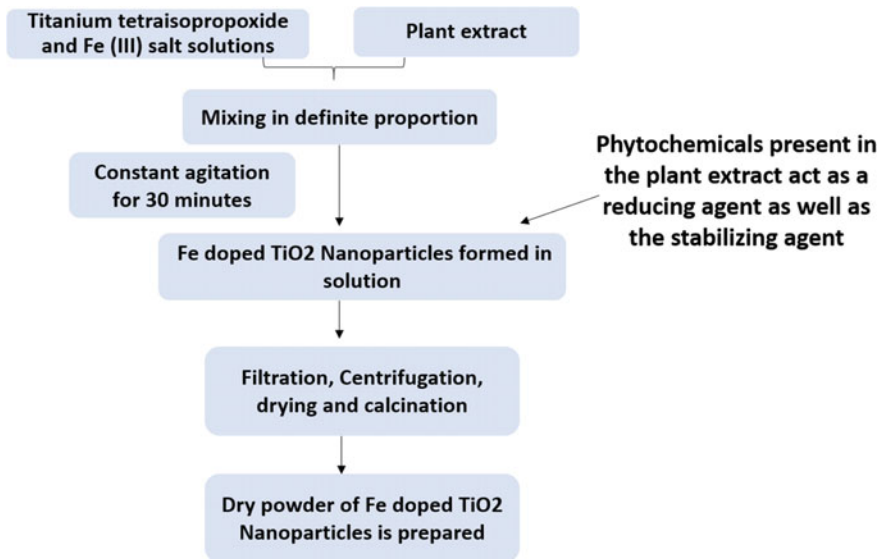 Titanium tetraisopropoxide
and Fe (III) salt solutions
Plant extract
Mixing in definite proportion
Constant agitation
for 30 minutes
Phytochemicals present in
the plant extract act as a
reducing agent as well as
the stabilizing agent
Fe doped TiO2 Nanoparticles formed in
solution
Filtration, Centrifugation,
drying and calcination
Dry powder of Fe doped TiO2
Nanoparticles is prepared